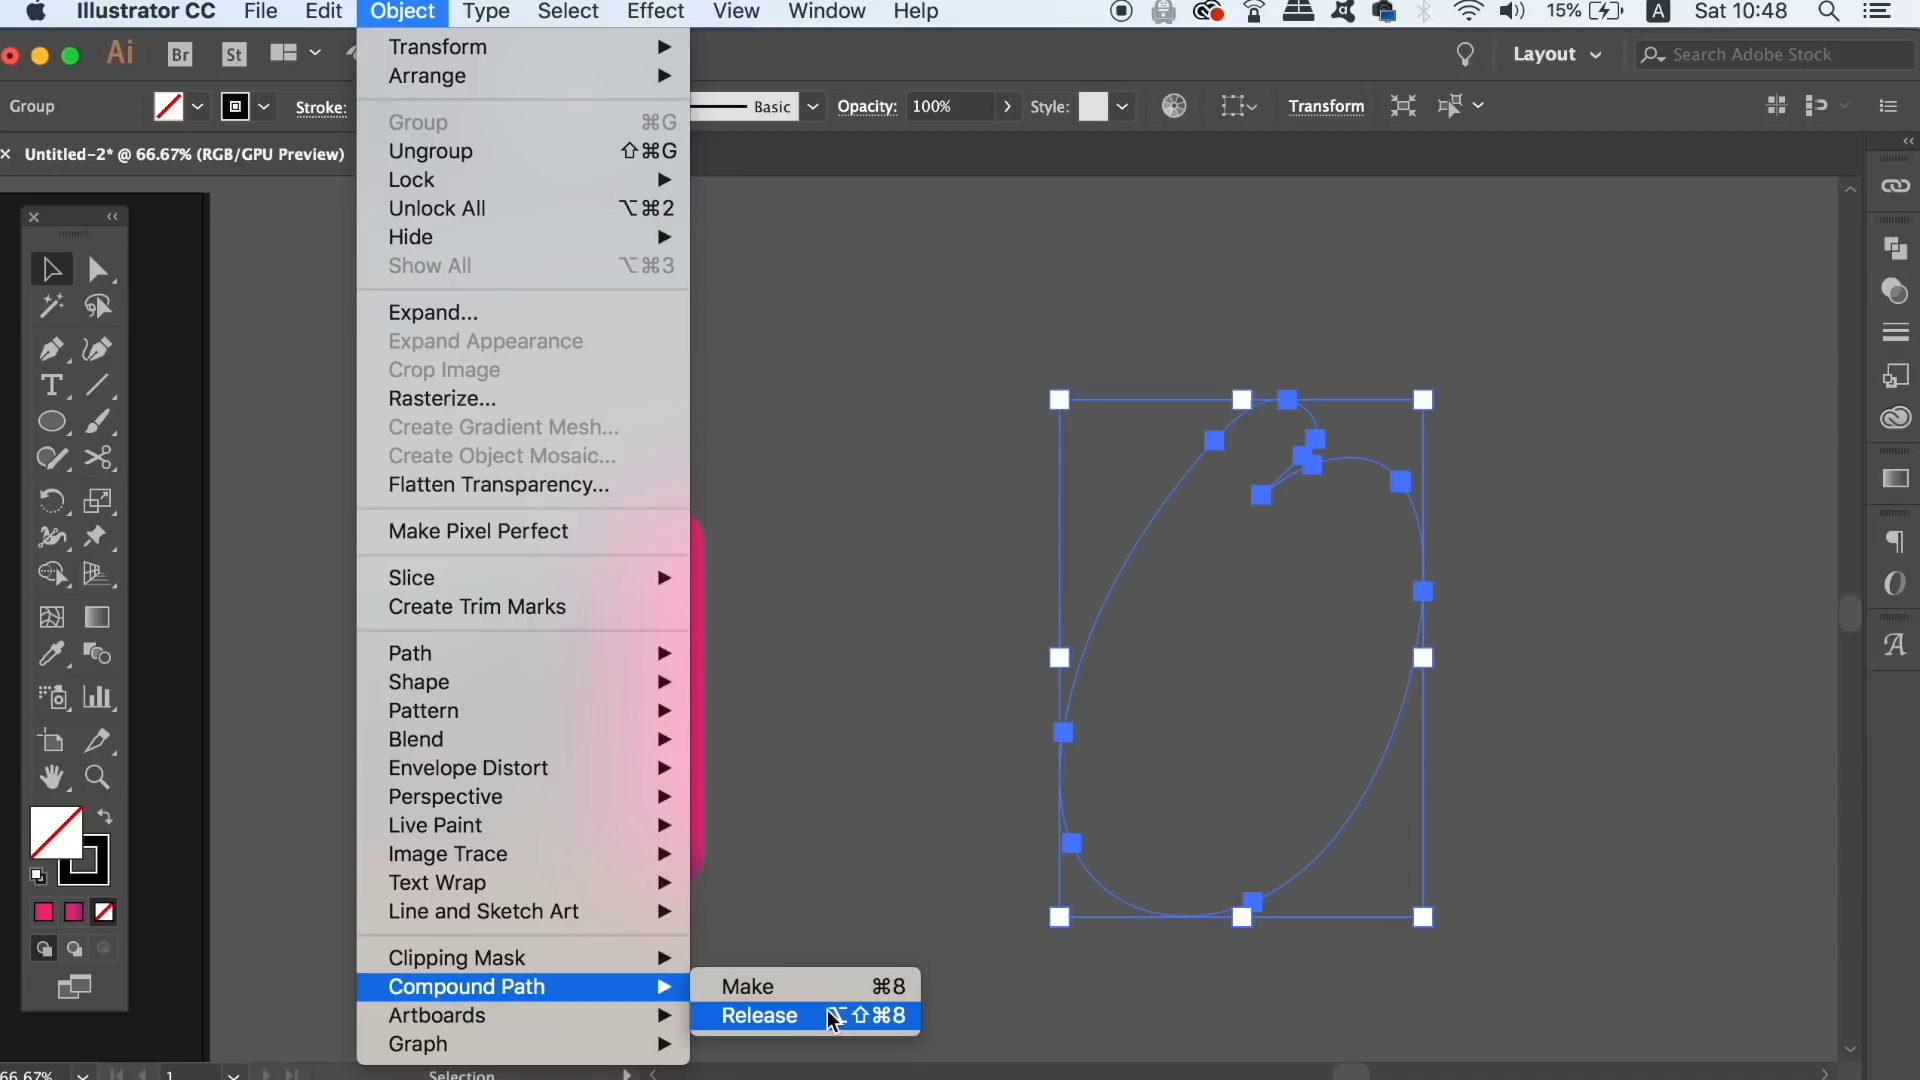 Illustrator CC File Edit Object Type Select Effect View Window Help 15% A Sat 10:48
Ai Br St Layout Search Adobe Stock
Group Stroke: Basic Opacity: 100% Style: Transform
Untitled-2* @ 66.67% (RGB/GPU Preview)
Transform
Arrange
Group ⌘G
Ungroup ⇧⌘G
Lock
Unlock All ⌥⌘2
Hide
Show All ⌥⌘3
Expand...
Expand Appearance
Crop Image
Rasterize...
Create Gradient Mesh...
Create Object Mosaic...
Flatten Transparency...
Make Pixel Perfect
Slice
Create Trim Marks
Path
Shape
Pattern
Blend
Envelope Distort
Perspective
Live Paint
Image Trace
Text Wrap
Line and Sketch Art
Clipping Mask
Compound Path
Artboards
Graph
Make ⌘8
Release ⌥⇧⌘8
66.67% 1 Selection